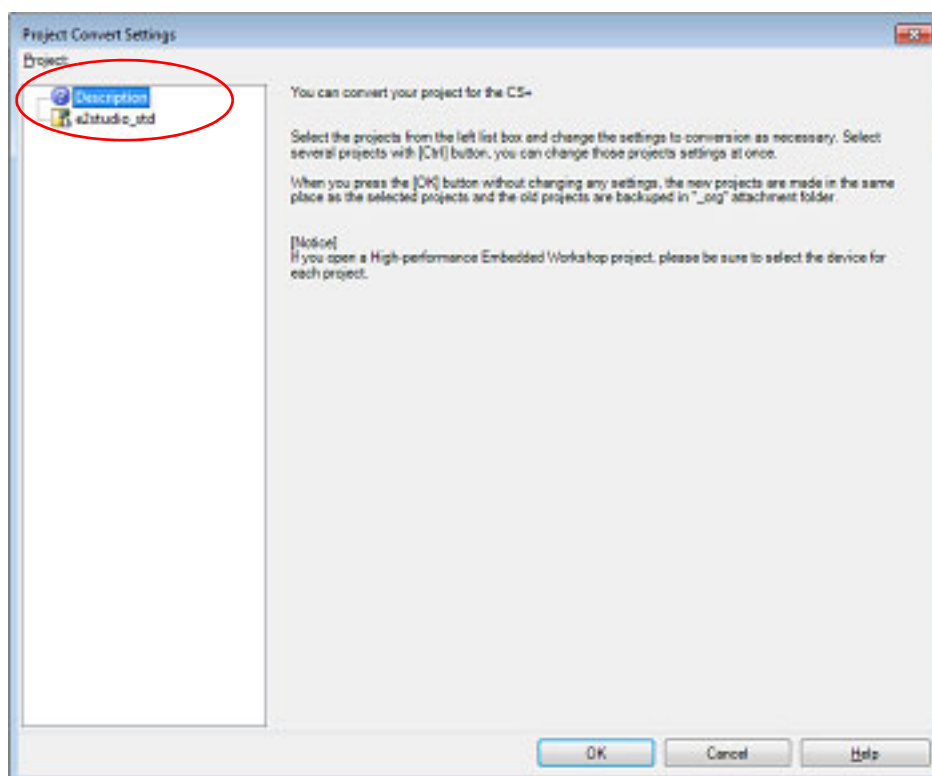 Project Convert Settings
Project:
Description
e2studio_std
You can convert your project for the CS+
Select the projects from the left list box and change the settings to conversion as necessary. Select
several projects with [Ctrl] button, you can change those projects settings at once.
When you press the [OK] button without changing any settings, the new projects are made in the same
place as the selected projects and the old projects are backuped in "_org" attachment folder.
[Notice]
If you open a High-performance Embedded Workshop project, please be sure to select the device for
each project.
OK
Cancel
Help